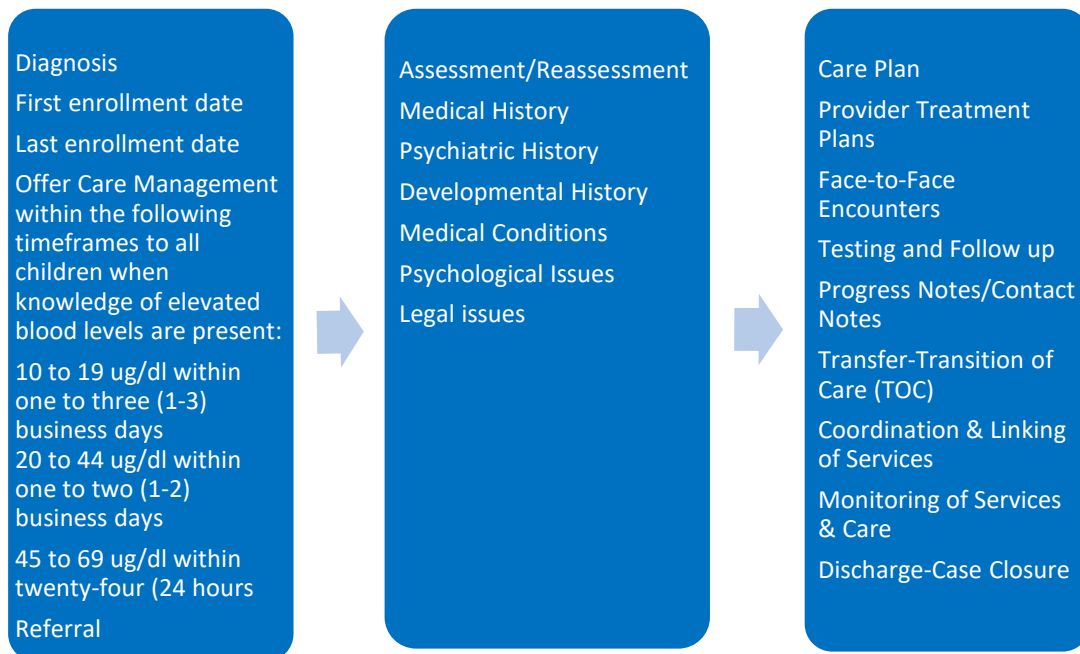 Diagnosis
First enrollment date
Last enrollment date
Offer Care Management
within the following
timeframes to all
children when
knowledge of elevated
blood levels are present:
10 to 19 ug/dl within
one to three (1-3)
business days
20 to 44 ug/dl within
one to two (1-2)
business days
45 to 69 ug/dl within
twenty-four (24 hours
Referral
Assessment/Reassessment
Medical History
Psychiatric History
Developmental History
Medical Conditions
Psychological Issues
Legal issues
Care Plan
Provider Treatment
Plans
Face-to-Face
Encounters
Testing and Follow up
Progress Notes/Contact
Notes
Transfer-Transition of
Care (TOC)
Coordination & Linking
of Services
Monitoring of Services
& Care
Discharge-Case Closure